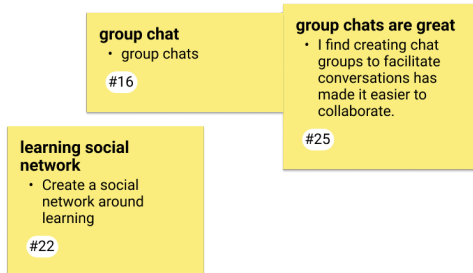 group chat
• group chats
#16
group chats are great
• I find creating chat
groups to facilitate
conversations has
made it easier to
collaborate.
#25
learning social
network
• Create a social
network around
learning
#22